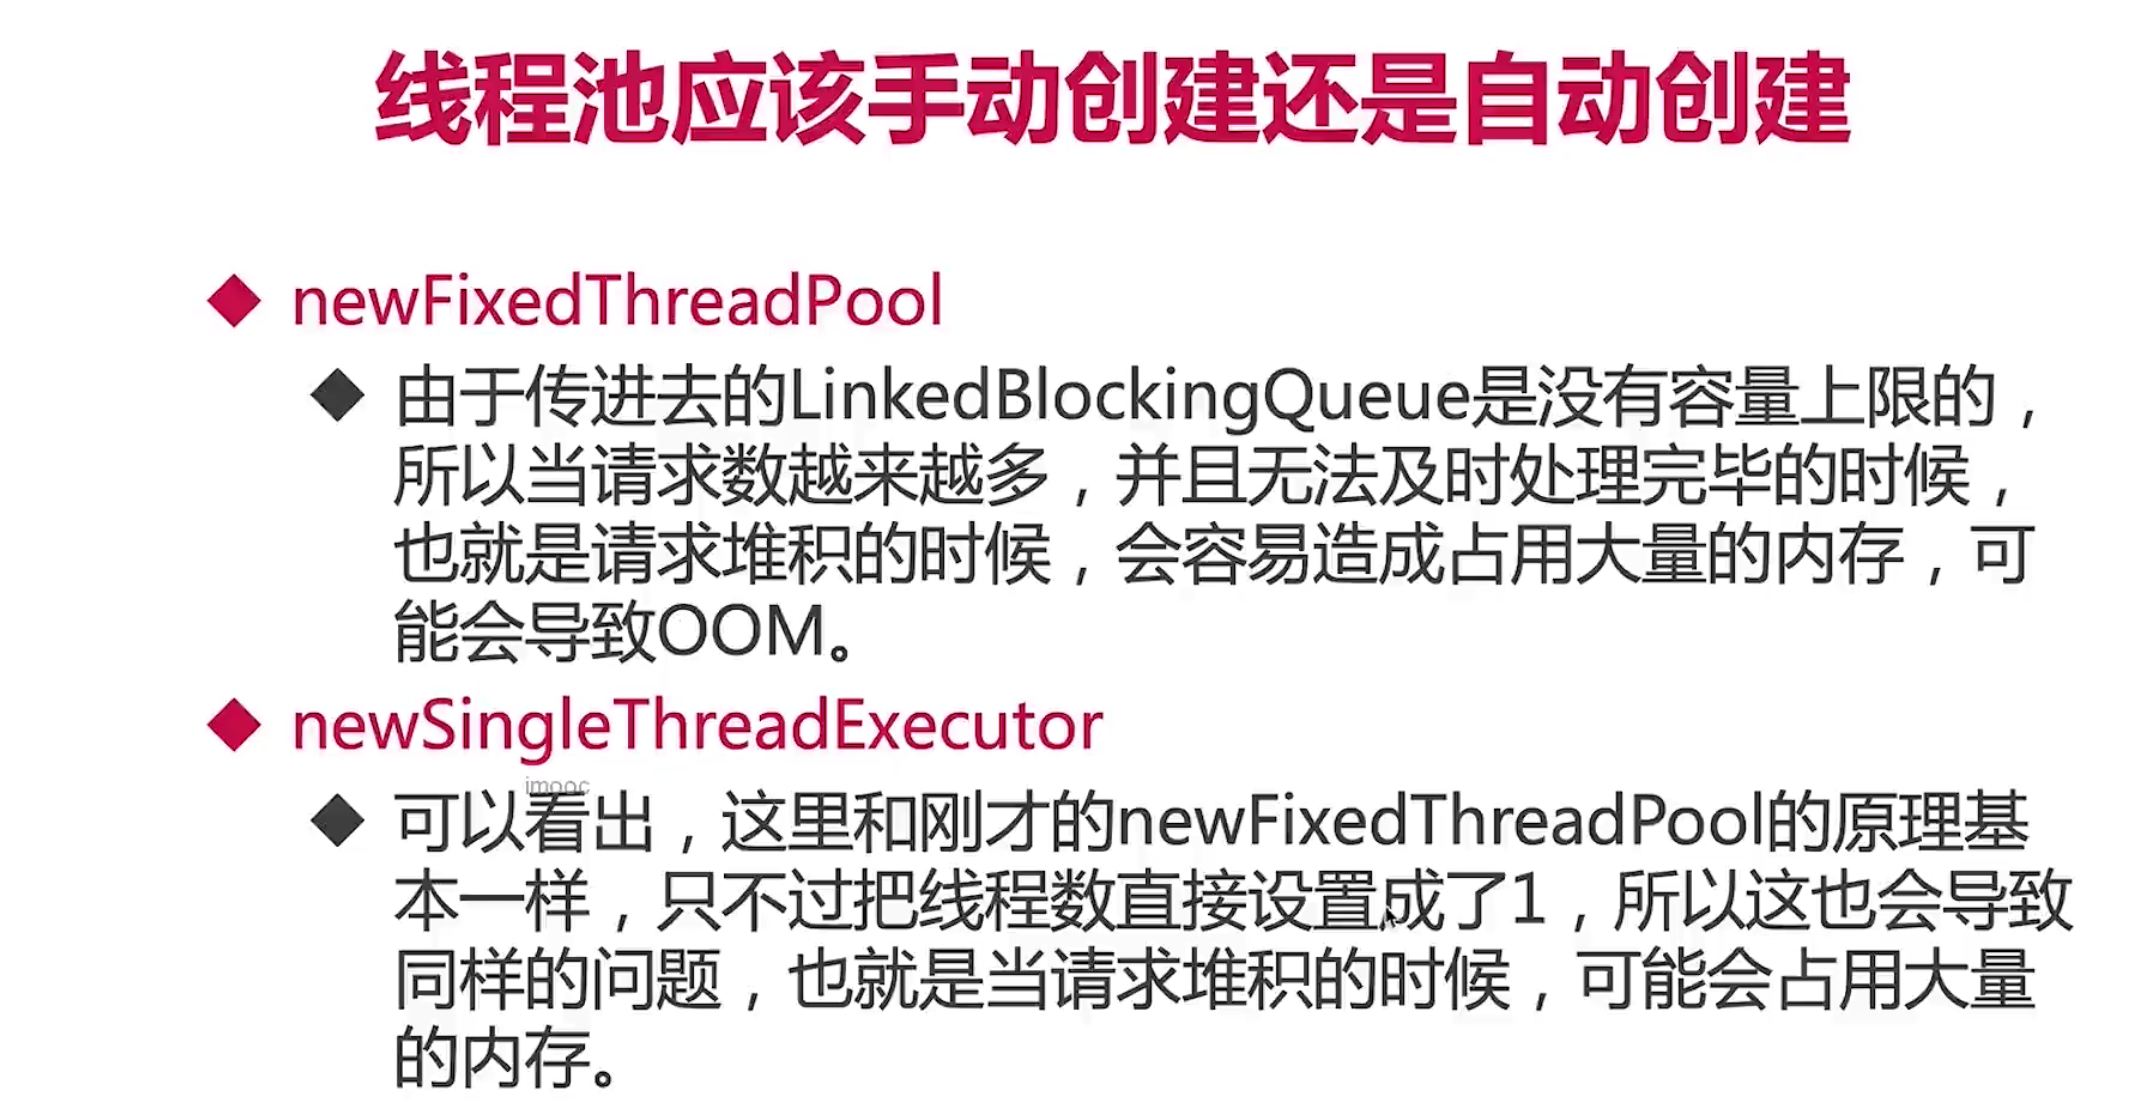 线程池应该手动创建还是自动创建
newFixedThreadPool
由于传进去的LinkedBlockingQueue是没有容量上限的，
所以当请求数越来越多，并且无法及时处理完毕的时候，
也就是请求堆积的时候，会容易造成占用大量的内存，可
能会导致OOM。
newSingleThreadExecutor
imooc
可以看出，这里和刚才的newFixedThreadPool的原理基
本一样，只不过把线程数直接设置成了1，所以这也会导致
同样的问题，也就是当请求堆积的时候，可能会占用大量
的内存。